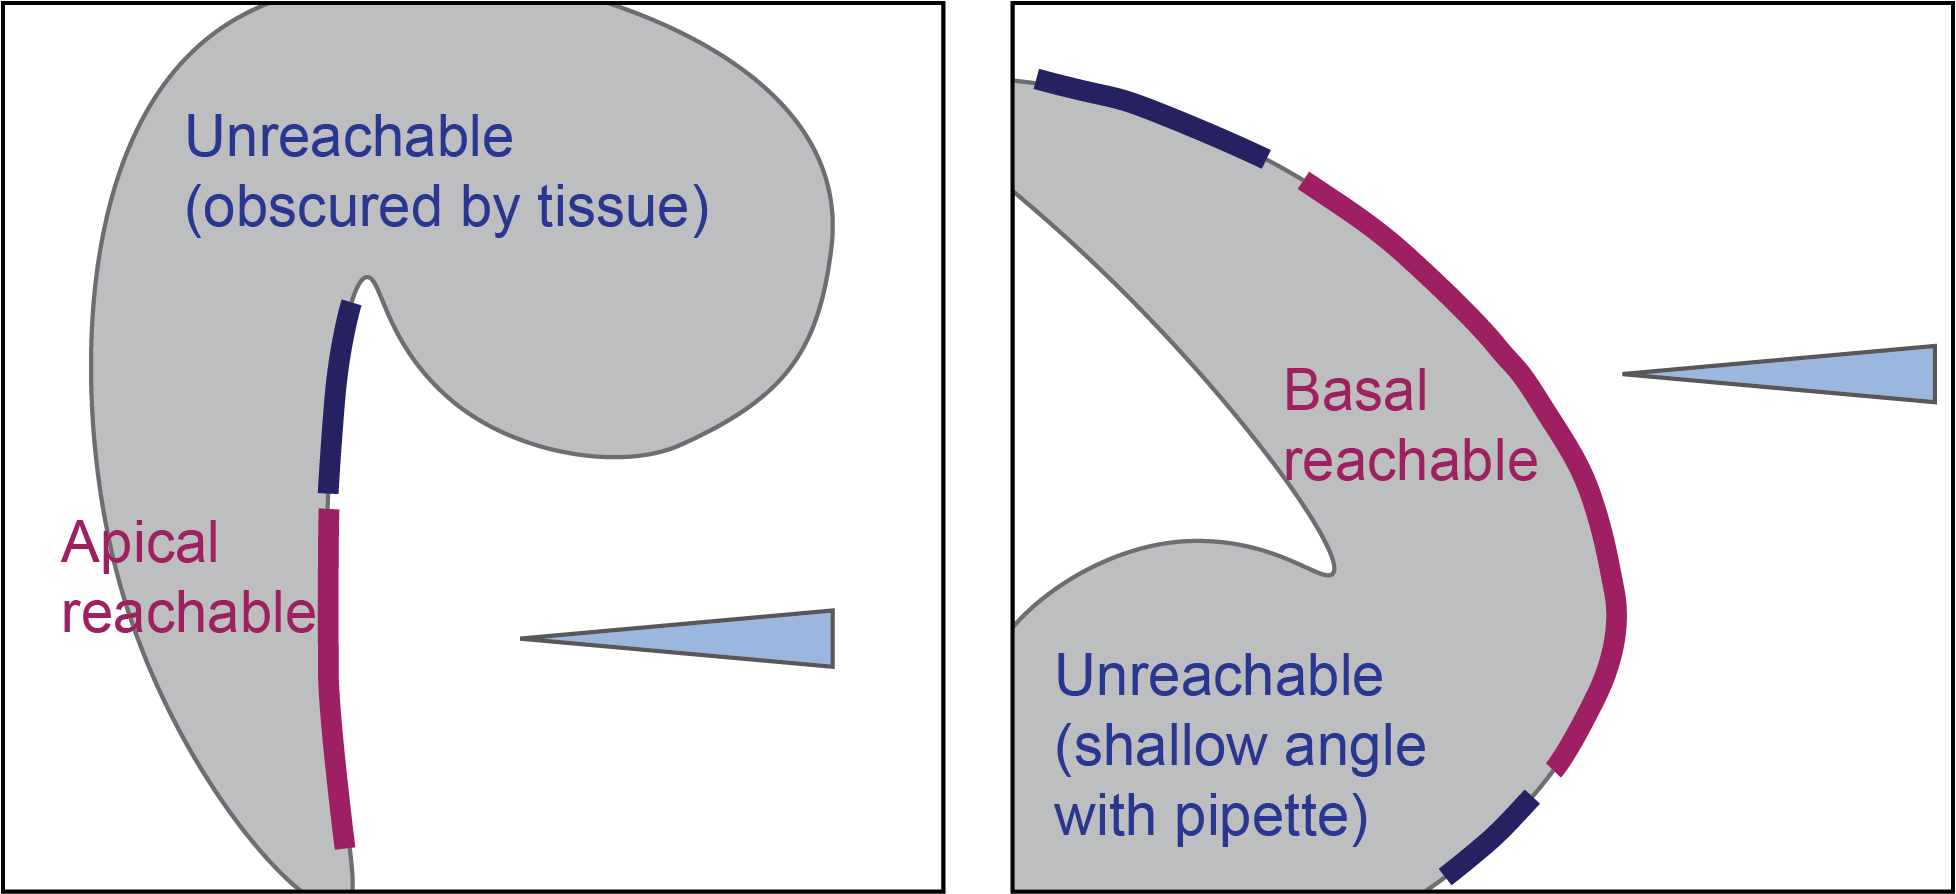 Unreachable
(obscured by tissue)
Apical
reachable
Basal
reachable
Unreachable
(shallow angle
with pipette)